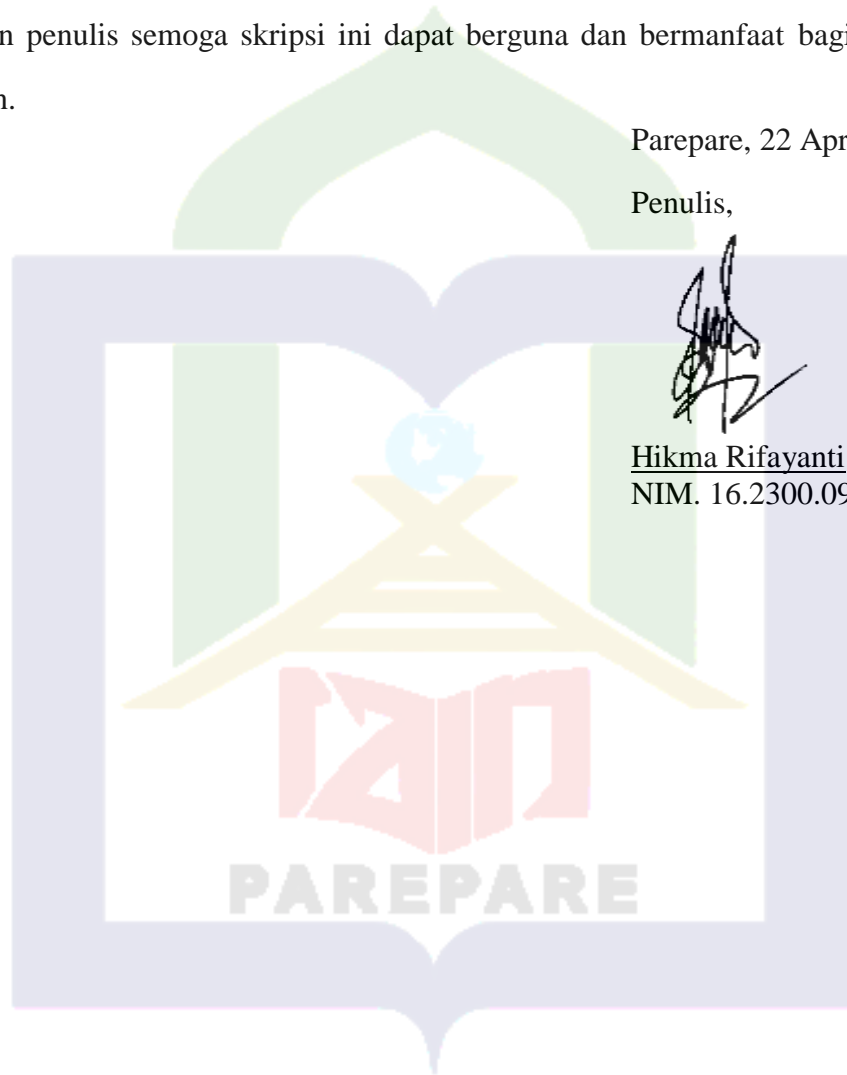 n penulis semoga skripsi ini dapat berguna dan bermanfaat bagi
n.
Parepare, 22 Apr
Penulis,
Hikma Rifayanti
NIM. 16.2300.09
iain
PAREPARE